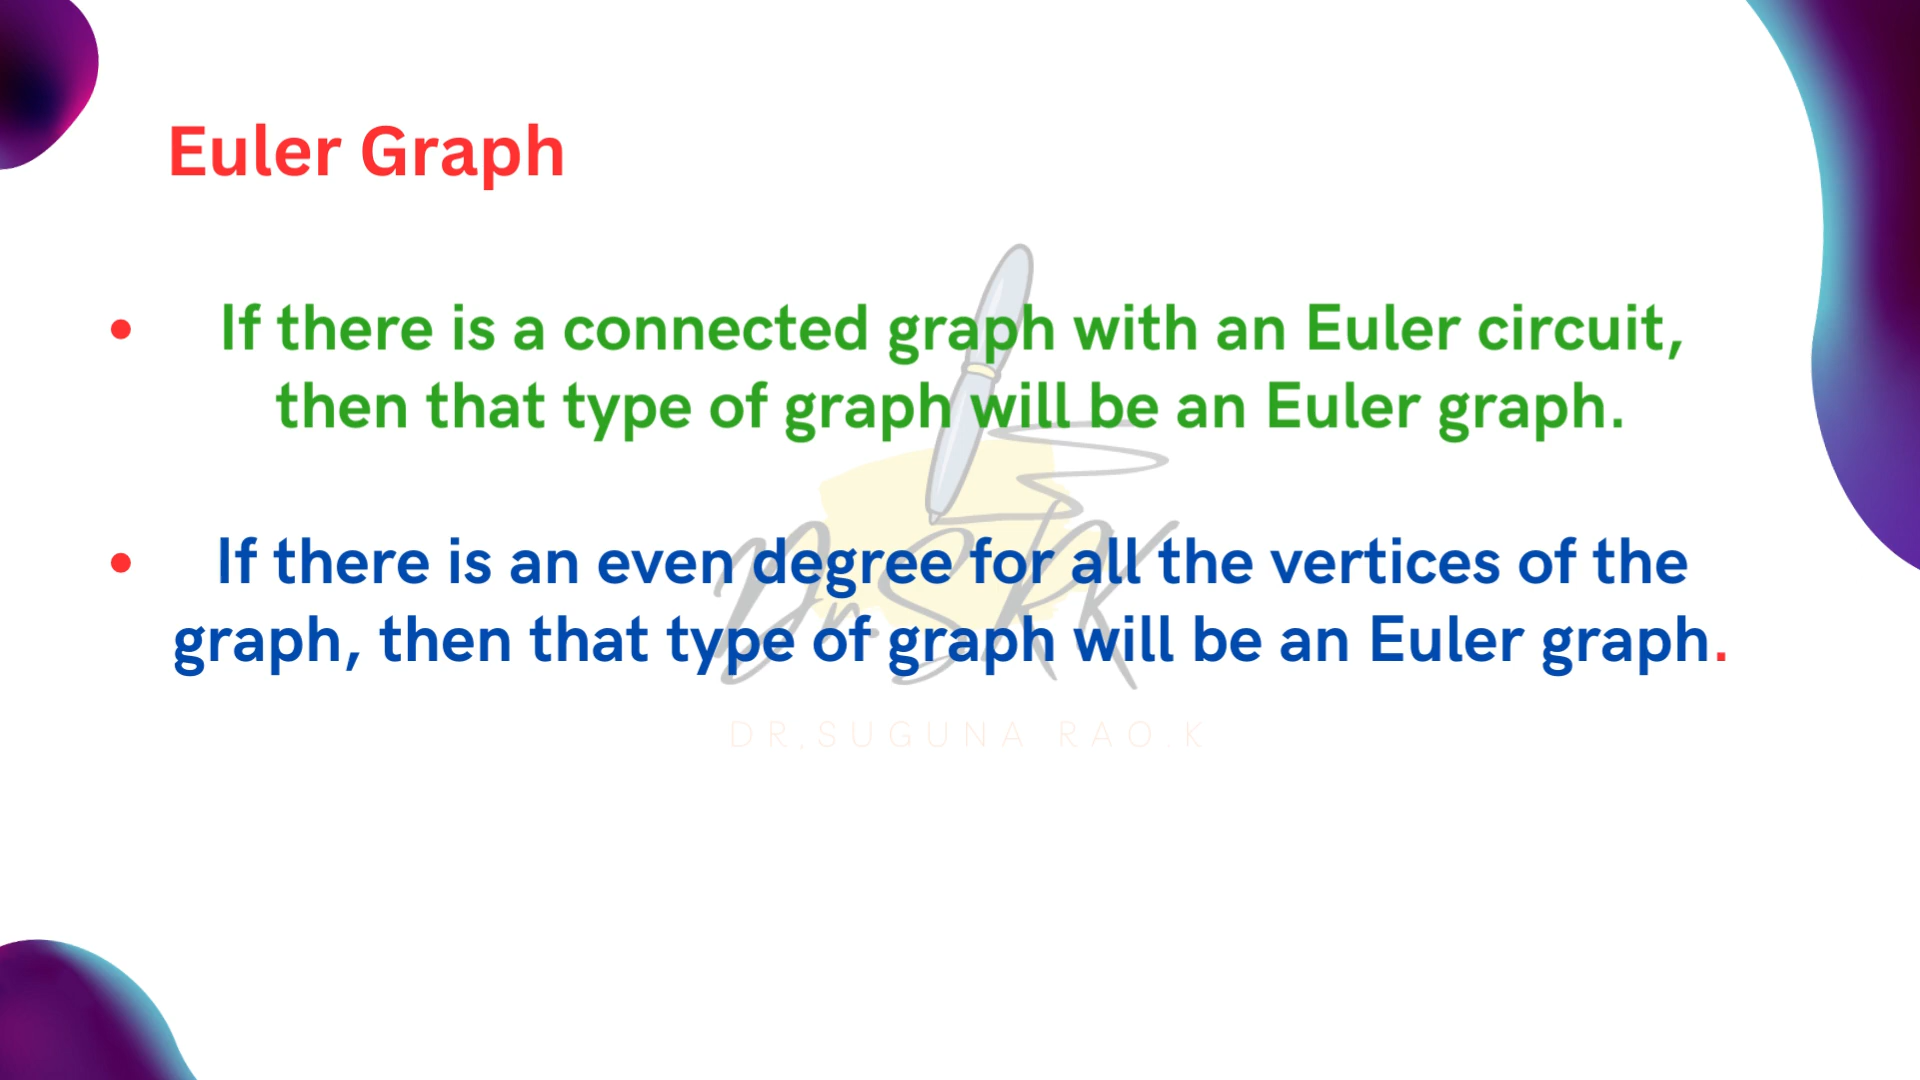 Euler Graph
• If there is a connected graph with an Euler circuit,
then that type of graph will be an Euler graph.
• If there is an even degree for all the vertices of the
graph, then that type of graph will be an Euler graph.
Dr. SRK
DR,SUGUNA RAO.K